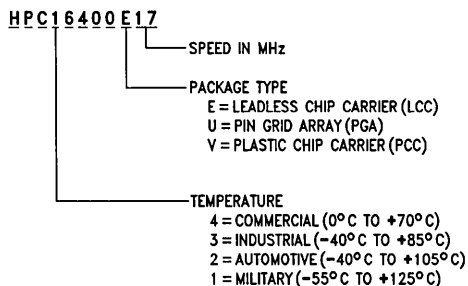 HPC16400E17
SPEED IN MHz
PACKAGE TYPE
E = LEADLESS CHIP CARRIER (LCC)
U = PIN GRID ARRAY (PGA)
V = PLASTIC CHIP CARRIER (PCC)
TEMPERATURE
4 = COMMERCIAL (0°C TO +70°C)
3 = INDUSTRIAL (-40°C TO +85°C)
2 = AUTOMOTIVE (-40°C TO +105°C)
1 = MILITARY (-55°C TO +125°C)